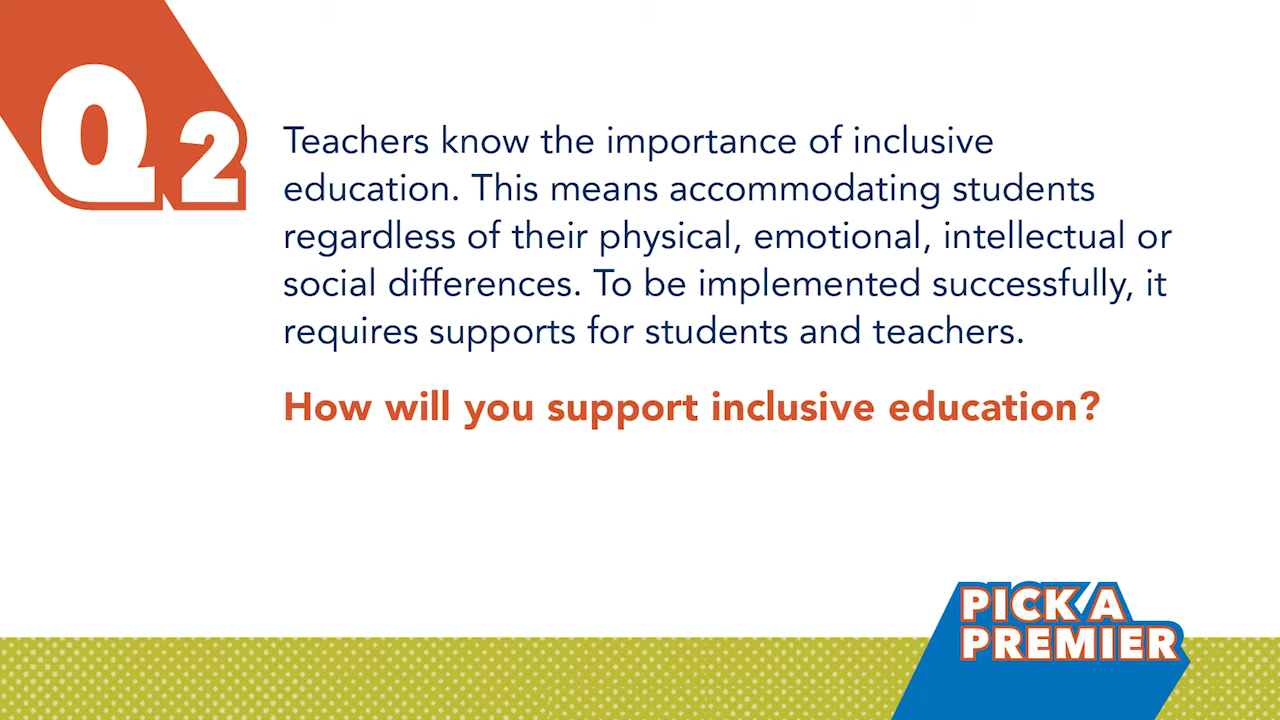 Q 2
Teachers know the importance of inclusive
education. This means accommodating students
regardless of their physical, emotional, intellectual or
social differences. To be implemented successfully, it
requires supports for students and teachers.
How will you support inclusive education?
PICK A
PREMIER